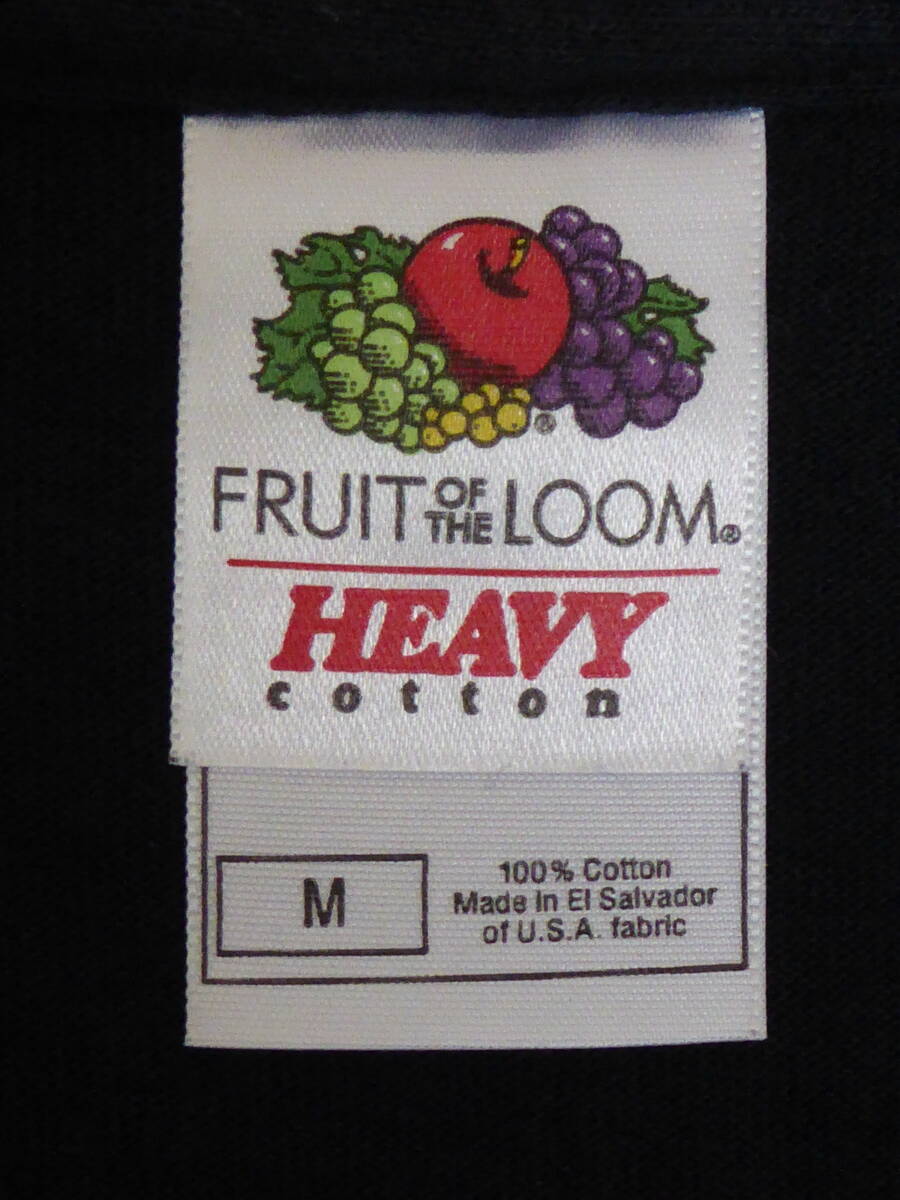 ®
FRUIT OF THE LOOM®
HEAVY
cotton
M
100% Cotton
Made in El Salvador
of U.S.A. fabric